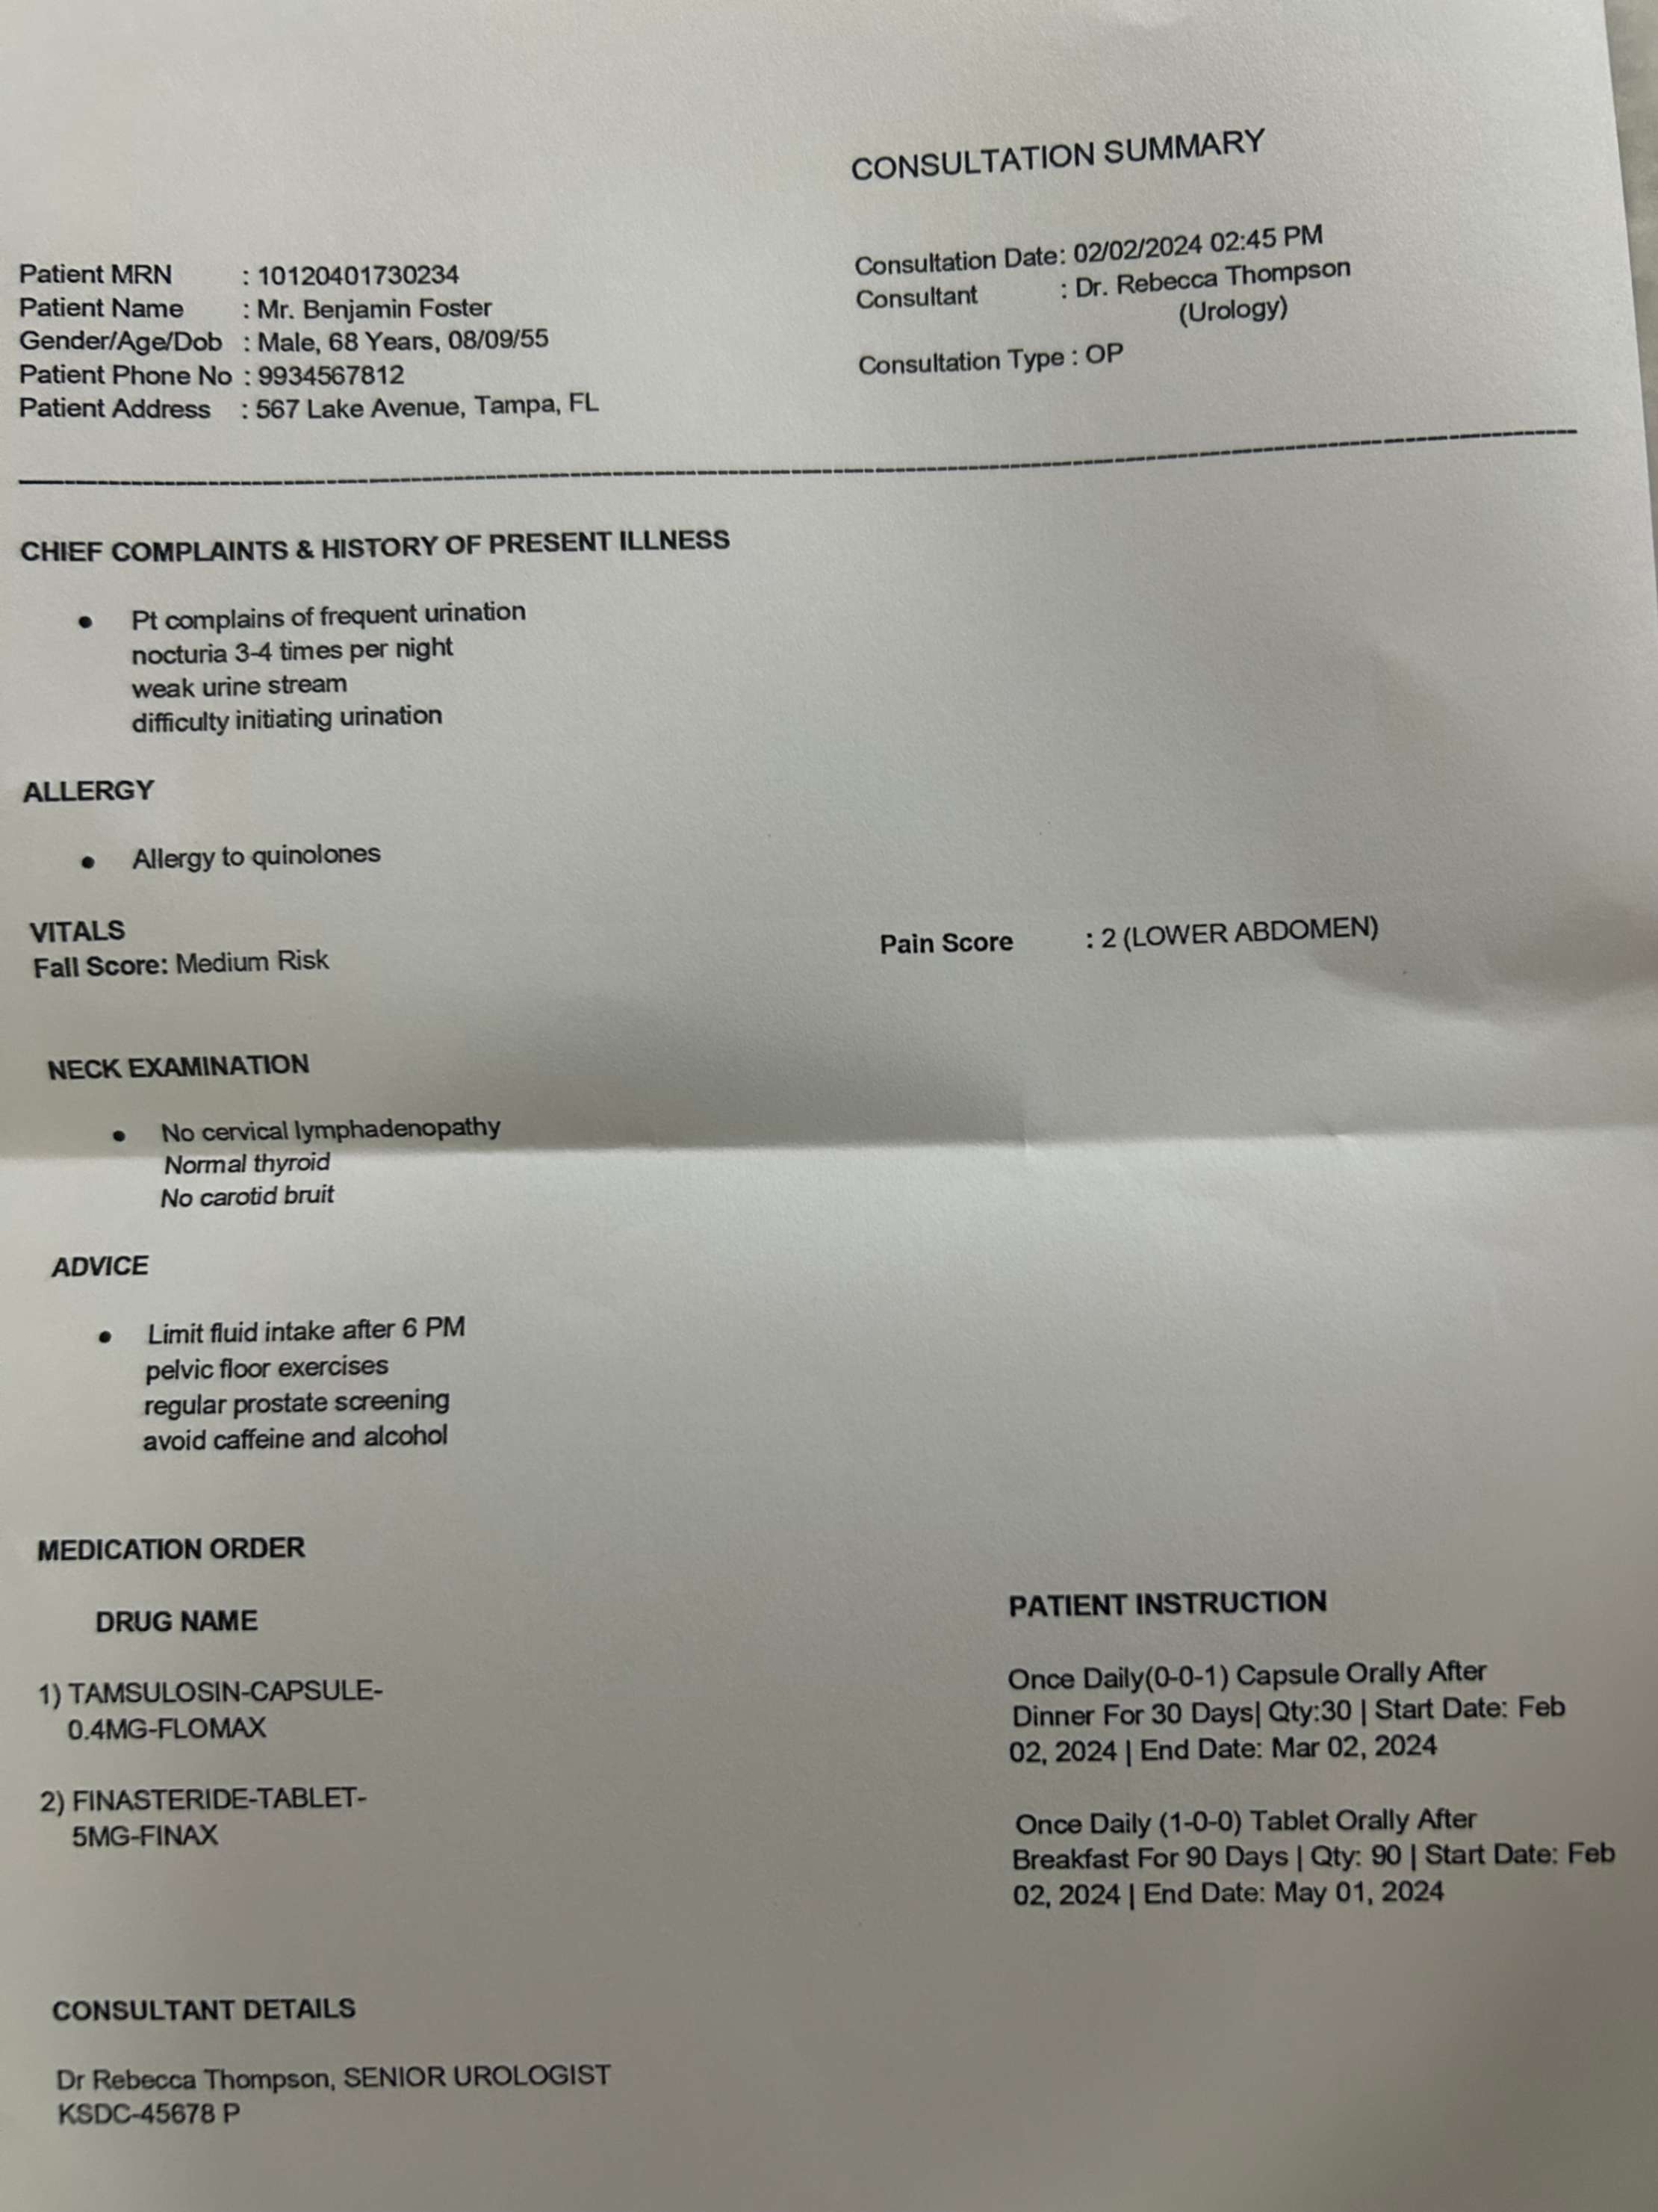 CONSULTATION SUMMARY
Patient MRN : 10120401730234
Patient Name : Mr. Benjamin Foster
Gender/Age/Dob : Male, 68 Years, 08/09/55
Patient Phone No : 9934567812
Patient Address : 567 Lake Avenue, Tampa, FL
Consultation Date: 02/02/2024 02:45 PM
Consultant : Dr. Rebecca Thompson
(Urology)
Consultation Type : OP
CHIEF COMPLAINTS & HISTORY OF PRESENT ILLNESS
• Pt complains of frequent urination
nocturia 3-4 times per night
weak urine stream
difficulty initiating urination
ALLERGY
• Allergy to quinolones
VITALS
Fall Score: Medium Risk
Pain Score : 2 (LOWER ABDOMEN)
NECK EXAMINATION
• No cervical lymphadenopathy
Normal thyroid
No carotid bruit
ADVICE
• Limit fluid intake after 6 PM
pelvic floor exercises
regular prostate screening
avoid caffeine and alcohol
MEDICATION ORDER
DRUG NAME
PATIENT INSTRUCTION
1) TAMSULOSIN-CAPSULE-
0.4MG-FLOMAX
Once Daily(0-0-1) Capsule Orally After
Dinner For 30 Days| Qty:30 | Start Date: Feb
02, 2024 | End Date: Mar 02, 2024
2) FINASTERIDE-TABLET-
5MG-FINAX
Once Daily (1-0-0) Tablet Orally After
Breakfast For 90 Days | Qty: 90 | Start Date: Feb
02, 2024 | End Date: May 01, 2024
CONSULTANT DETAILS
Dr Rebecca Thompson, SENIOR UROLOGIST
KSDC-45678 P